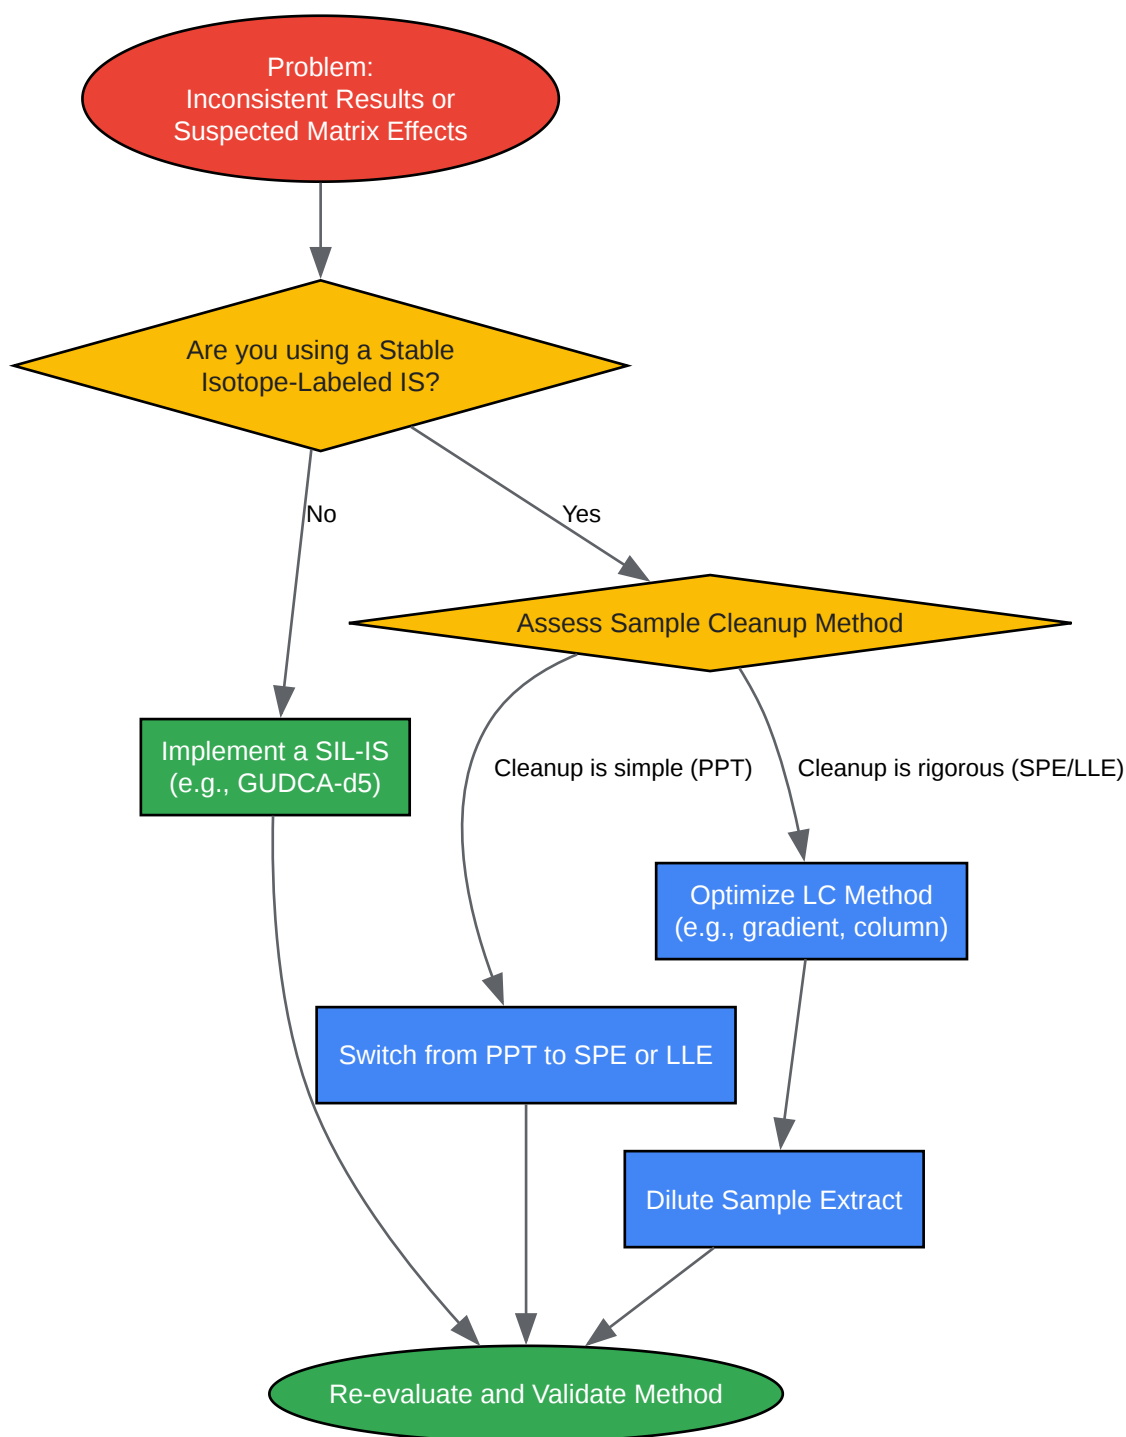 Problem:
Inconsistent Results or
Suspected Matrix Effects
Are you using a Stable
Isotope-Labeled IS?
No
Yes
Assess Sample Cleanup Method
Implement a SIL-IS
(e.g., GUDCA-d5)
Cleanup is simple (PPT)
Cleanup is rigorous (SPE/LLE)
Optimize LC Method
(e.g., gradient, column)
Switch from PPT to SPE or LLE
Dilute Sample Extract
Re-evaluate and Validate Method